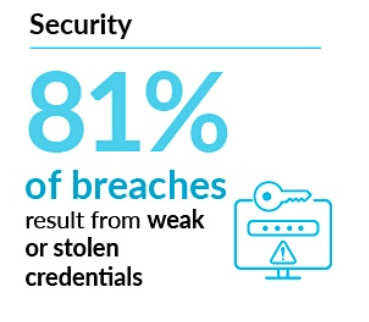 Security
81%
of breaches
result from weak
or stolen
credentials